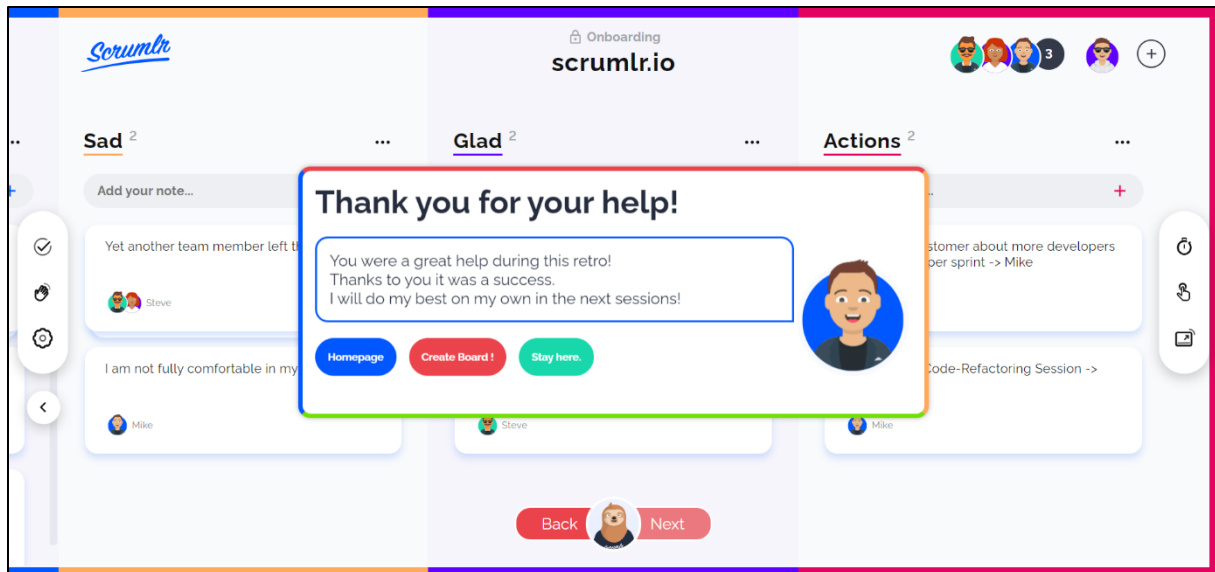 Scrumlr
Onboarding
scrumlr.io
3
Sad 2
Glad 2
Actions 2
Add your note...
Thank you for your help!
You were a great help during this retro!
Thanks to you it was a success.
I will do my best on my own in the next sessions!
Homepage
Create Board !
Stay here.
Yet another team member left
Steve
I am not fully comfortable in my
Mike
Steve
about more developers
per sprint -> Mike
Code-Refactoring Session ->
Mike
Back
Next